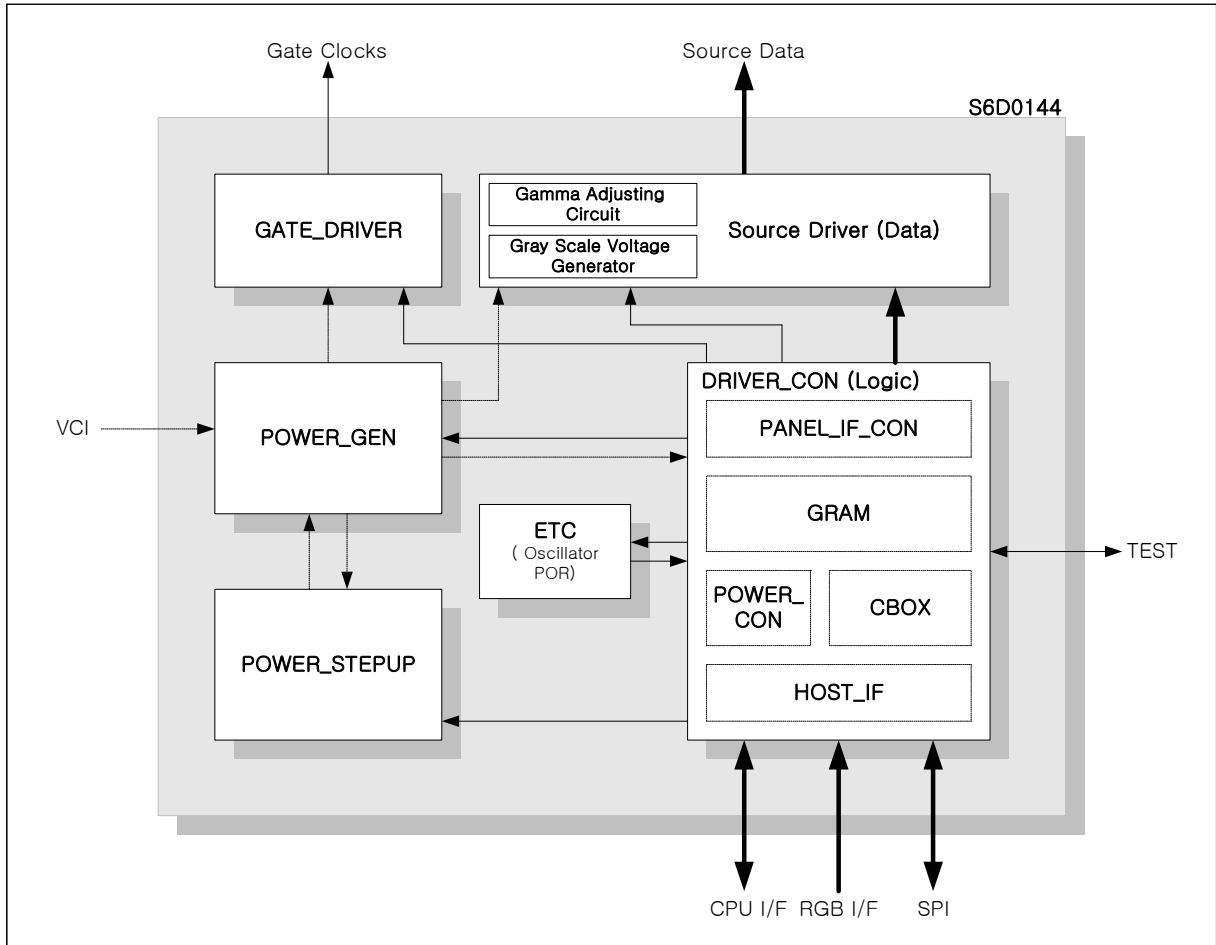 Gate Clocks
Source Data
S6D0144
GATE_DRIVER
Gamma Adjusting
Circuit
Gray Scale Voltage
Generator
Source Driver (Data)
VCI
POWER_GEN
DRIVER_CON (Logic)
PANEL_IF_CON
GRAM
ETC
( Oscillator
POR)
TEST
POWER_
CON
CBOX
POWER_STEPUP
HOST_IF
CPU I/F
RGB I/F
SPI